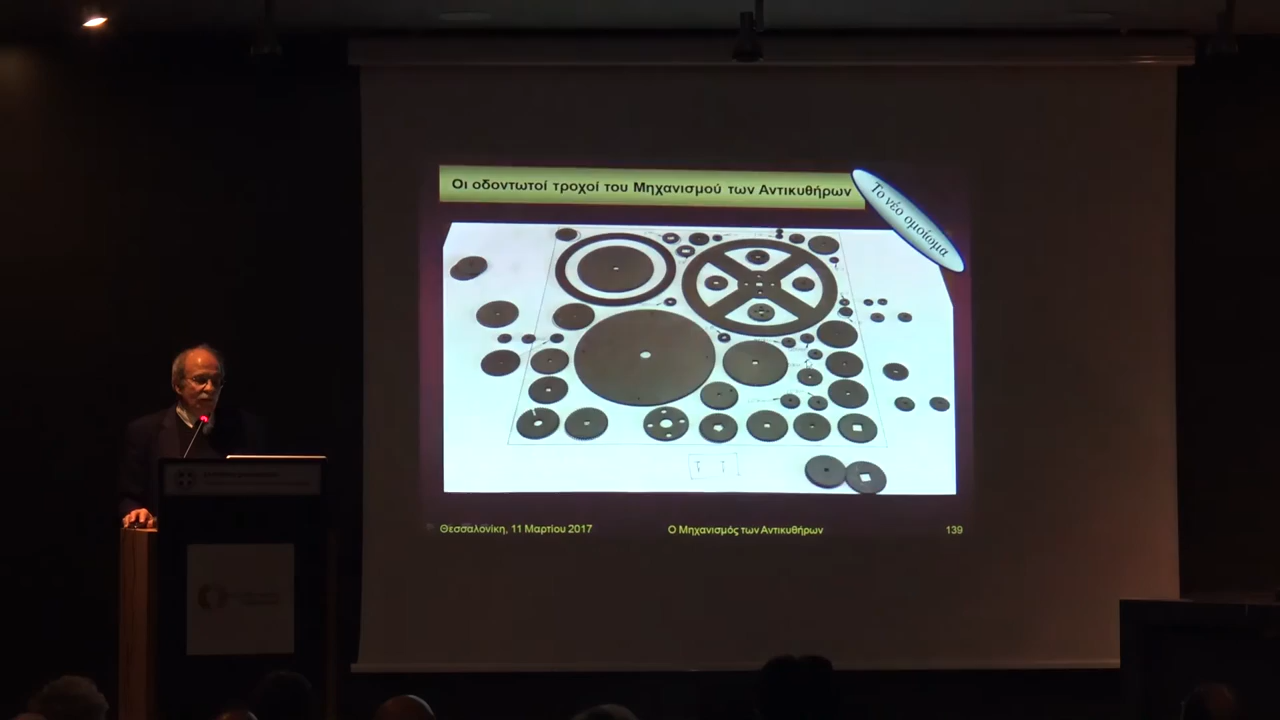 Οι οδοντωτοί τροχοί του Μηχανισμού των Αντικυθήρων
Το νέο ομοίωμα
Θεσσαλονίκη, 11 Μαρτίου 2017
Ο Μηχανισμός των Αντικυθήρων
139